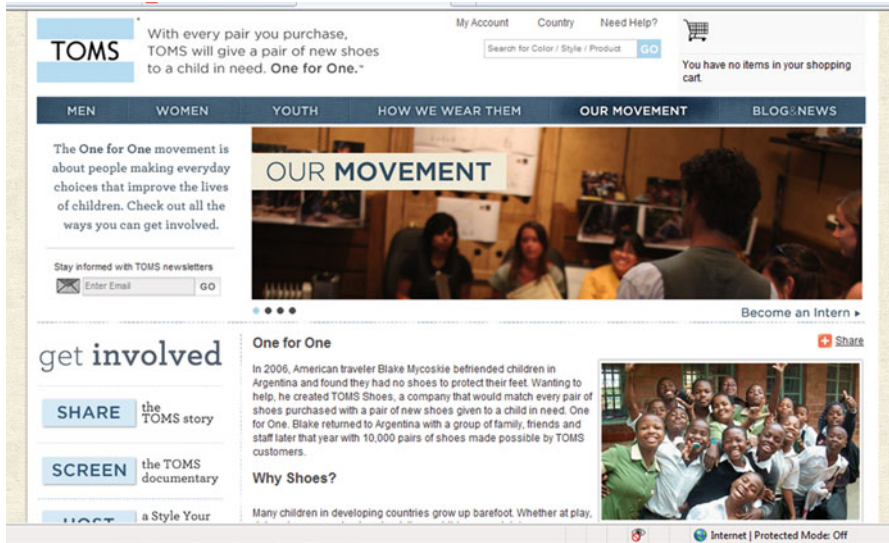 TOMS
With every pair you purchase,
TOMS will give a pair of new shoes
to a child in need. One for One.™
My Account Country Need Help?
Search for Color / Style / Product GO
You have no items in your shopping
cart.
MEN WOMEN YOUTH HOW WE WEAR THEM OUR MOVEMENT BLOG&NEWS
The One for One movement is
about people making everyday
choices that improve the lives
of children. Check out all the
ways you can get involved.
Stay informed with TOMS newsletters
Enter Email GO
OUR MOVEMENT
Become an Intern ▸
get involved
SHARE the
TOMS story
SCREEN the TOMS
documentary
HOST a Style Your
One for One
Share
In 2006, American traveler Blake Mycoskie befriended children in
Argentina and found they had no shoes to protect their feet. Wanting to
help, he created TOMS Shoes, a company that would match every pair of
shoes purchased with a pair of new shoes given to a child in need. One
for One. Blake returned to Argentina with a group of family, friends and
staff later that year with 10,000 pairs of shoes made possible by TOMS
customers.
Why Shoes?
Many children in developing countries grow up barefoot. Whether at play,
Internet | Protected Mode: Off